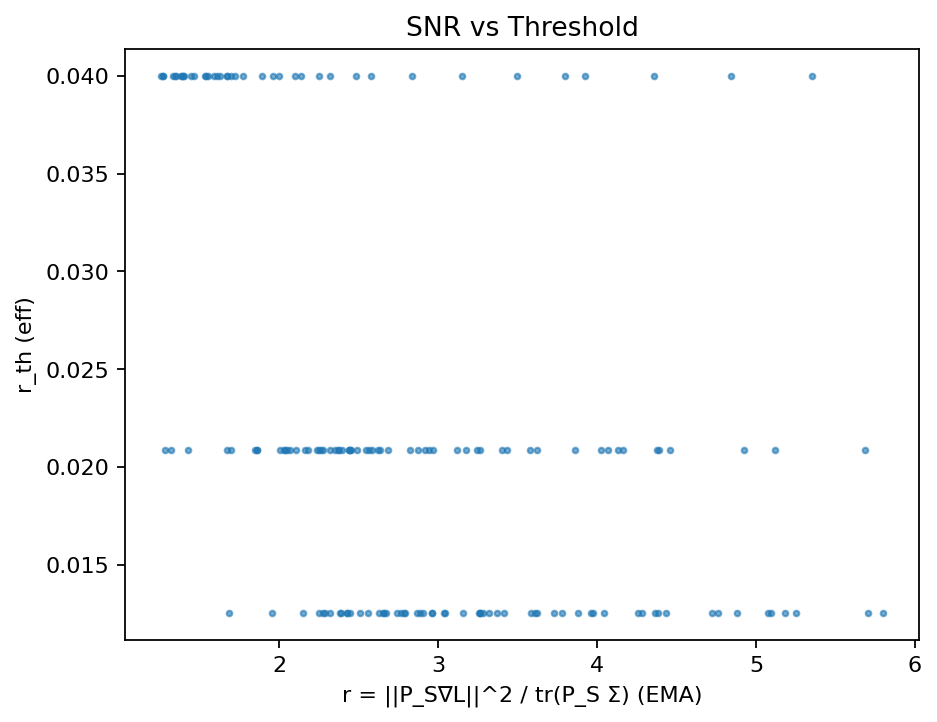 SNR vs Threshold
r_th (eff)
0.040
0.035
0.030
0.025
0.020
0.015
2 3 4 5 6
r = ||P_S∇L||^2 / tr(P_S Σ) (EMA)